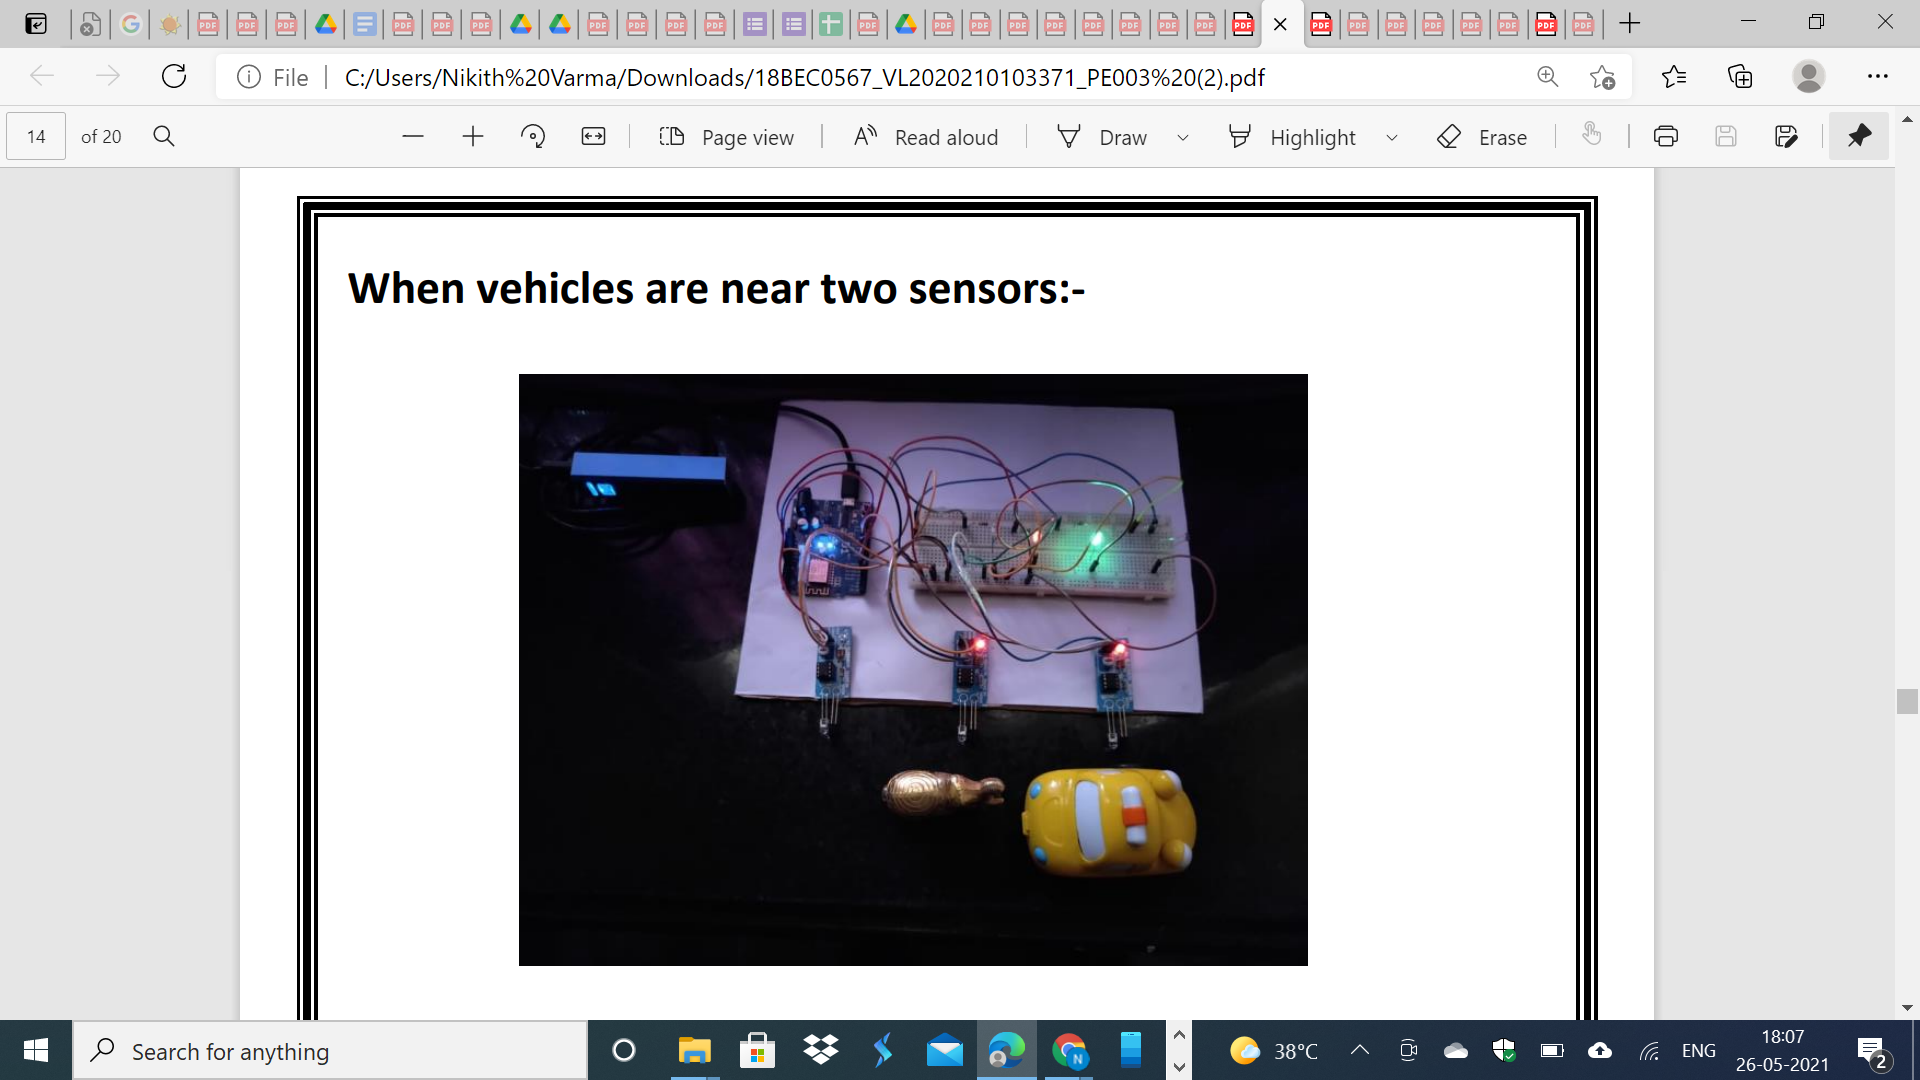 File
C:/Users/Nikith%20Varma/Downloads/18BEC0567_VL2020210103371_PE003%20(2).pdf
14 of 20
Page view
Read aloud
Draw
Highlight
Erase
When vehicles are near two sensors:-
Search for anything
38°C
ENG
18:07
26-05-2021
2